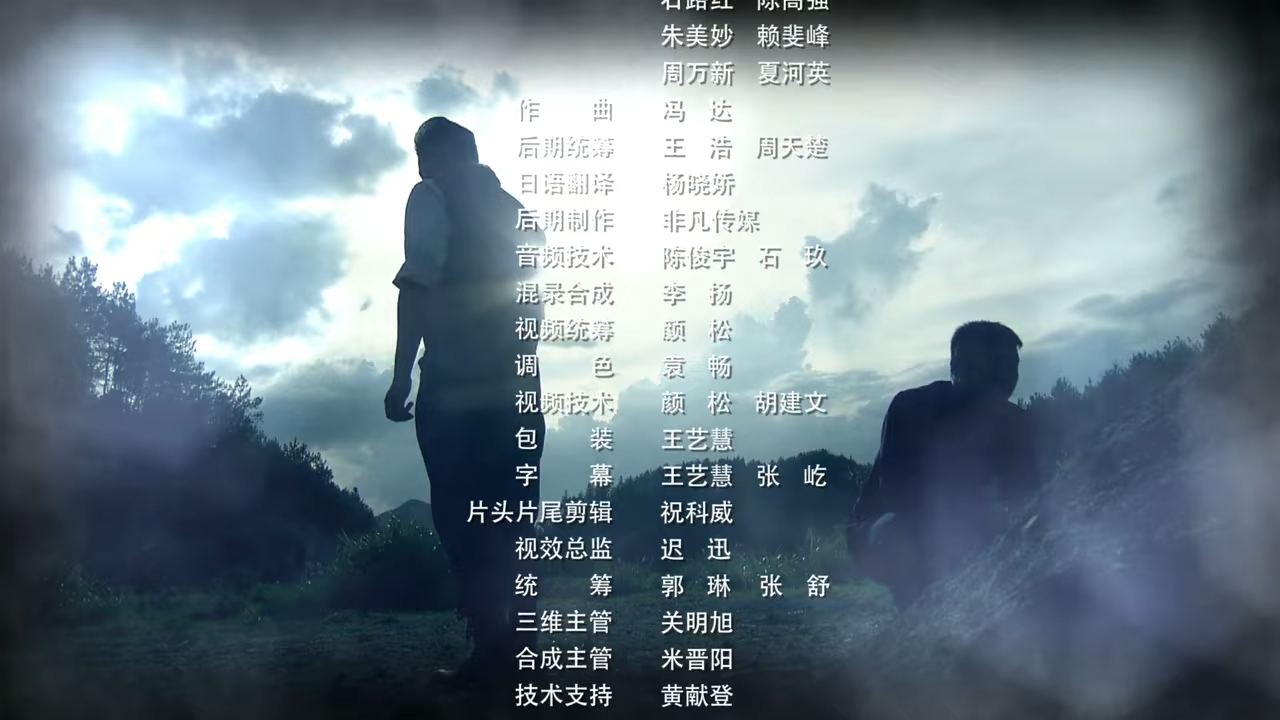 石路红 陈高强
朱美妙 赖斐峰
周万新 夏河英
作曲 冯达
后期统筹 王浩 周天楚
日语翻译 杨晓娇
后期制作 非凡传媒
音频技术 陈俊宇 石玖
混录合成 李扬
视频统筹 颜松
调色 袁畅
视频技术 颜松 胡建文
包装 王艺慧
字幕 王艺慧 张屹
片头片尾剪辑 祝科威
视效总监 迟迅
统筹 郭琳 张舒
三维主管 关明旭
合成主管 米晋阳
技术支持 黄献登